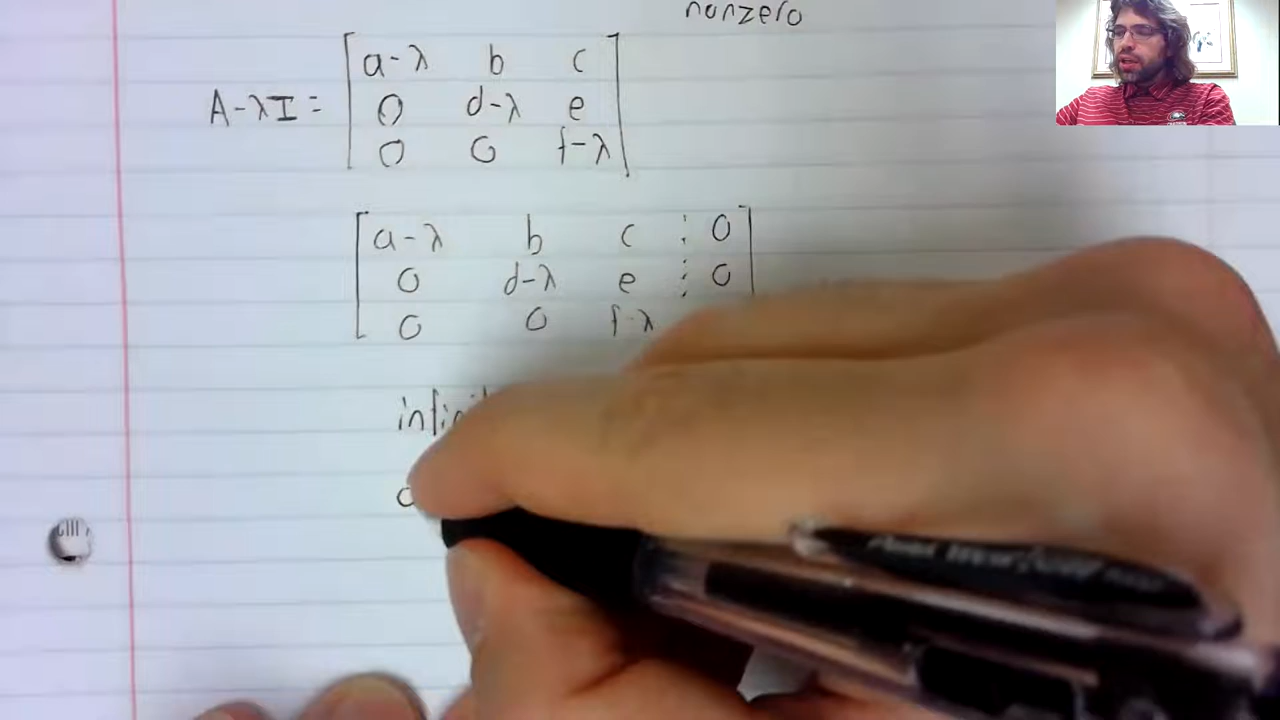 nonzero
a-λ b c
A-λI = 0 d-λ e
0 0 f-λ
a-λ b c ⋮ 0
0 d-λ e ⋮ 0
0 0 f-λ